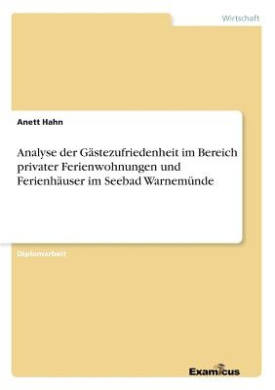 Wirtschaft
Anett Hahn
Analyse der Gästezufriedenheit im Bereich
privater Ferienwohnungen und
Ferienhäuser im Seebad Warnemünde
Diplomarbeit
Examicus